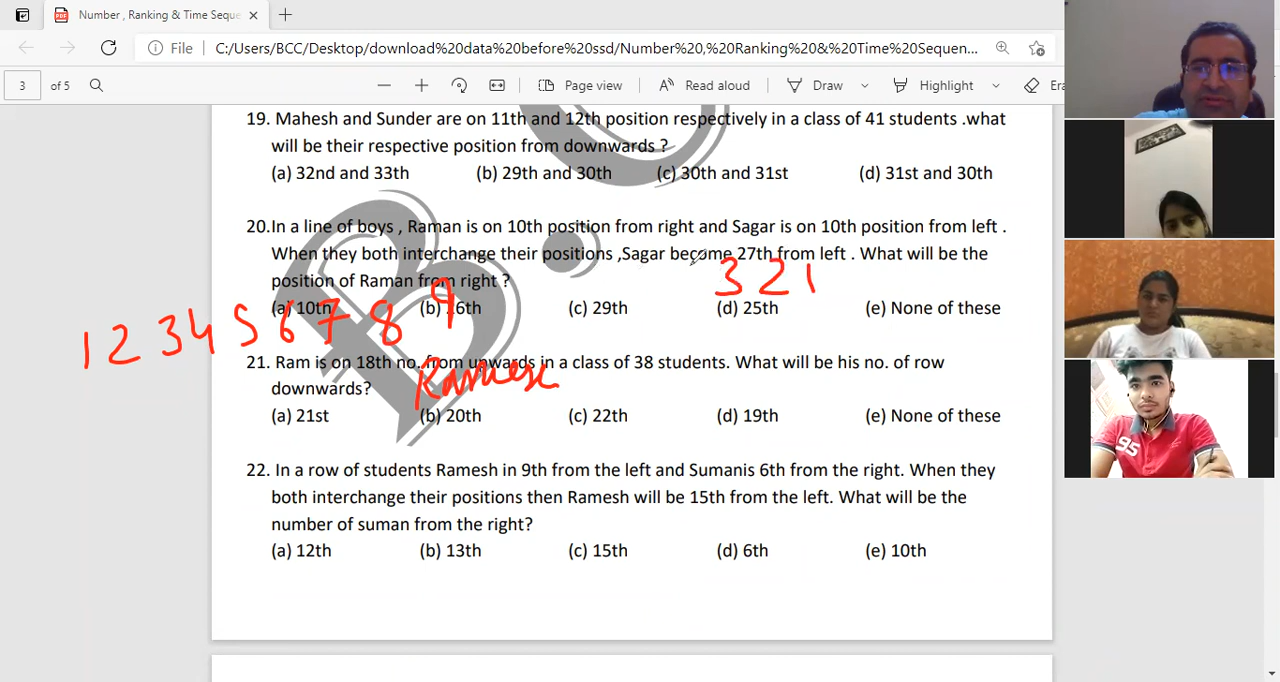 Number , Ranking & Time Seque
File C:/Users/BCC/Desktop/download%20data%20before%20ssd/Number%20,%20Ranking%20&%20Time%20Sequen...
3 of 5 Page view Read aloud Draw Highlight Era
19. Mahesh and Sunder are on 11th and 12th position respectively in a class of 41 students .what
will be their respective position from downwards ?
(a) 32nd and 33th (b) 29th and 30th (c) 30th and 31st (d) 31st and 30th
20.In a line of boys , Raman is on 10th position from right and Sagar is on 10th position from left .
When they both interchange their positions ,Sagar become 27th from left . What will be the
position of Raman from right ?
3 2 1
(a) 10th (b) 26th (c) 29th (d) 25th (e) None of these
1 2 3 4 5 6 7 8 9
21. Ram is on 18th no. from upwards in a class of 38 students. What will be his no. of row
Ramesh
downwards?
(a) 21st (b) 20th (c) 22th (d) 19th (e) None of these
22. In a row of students Ramesh in 9th from the left and Sumanis 6th from the right. When they
both interchange their positions then Ramesh will be 15th from the left. What will be the
number of suman from the right?
(a) 12th (b) 13th (c) 15th (d) 6th (e) 10th
95